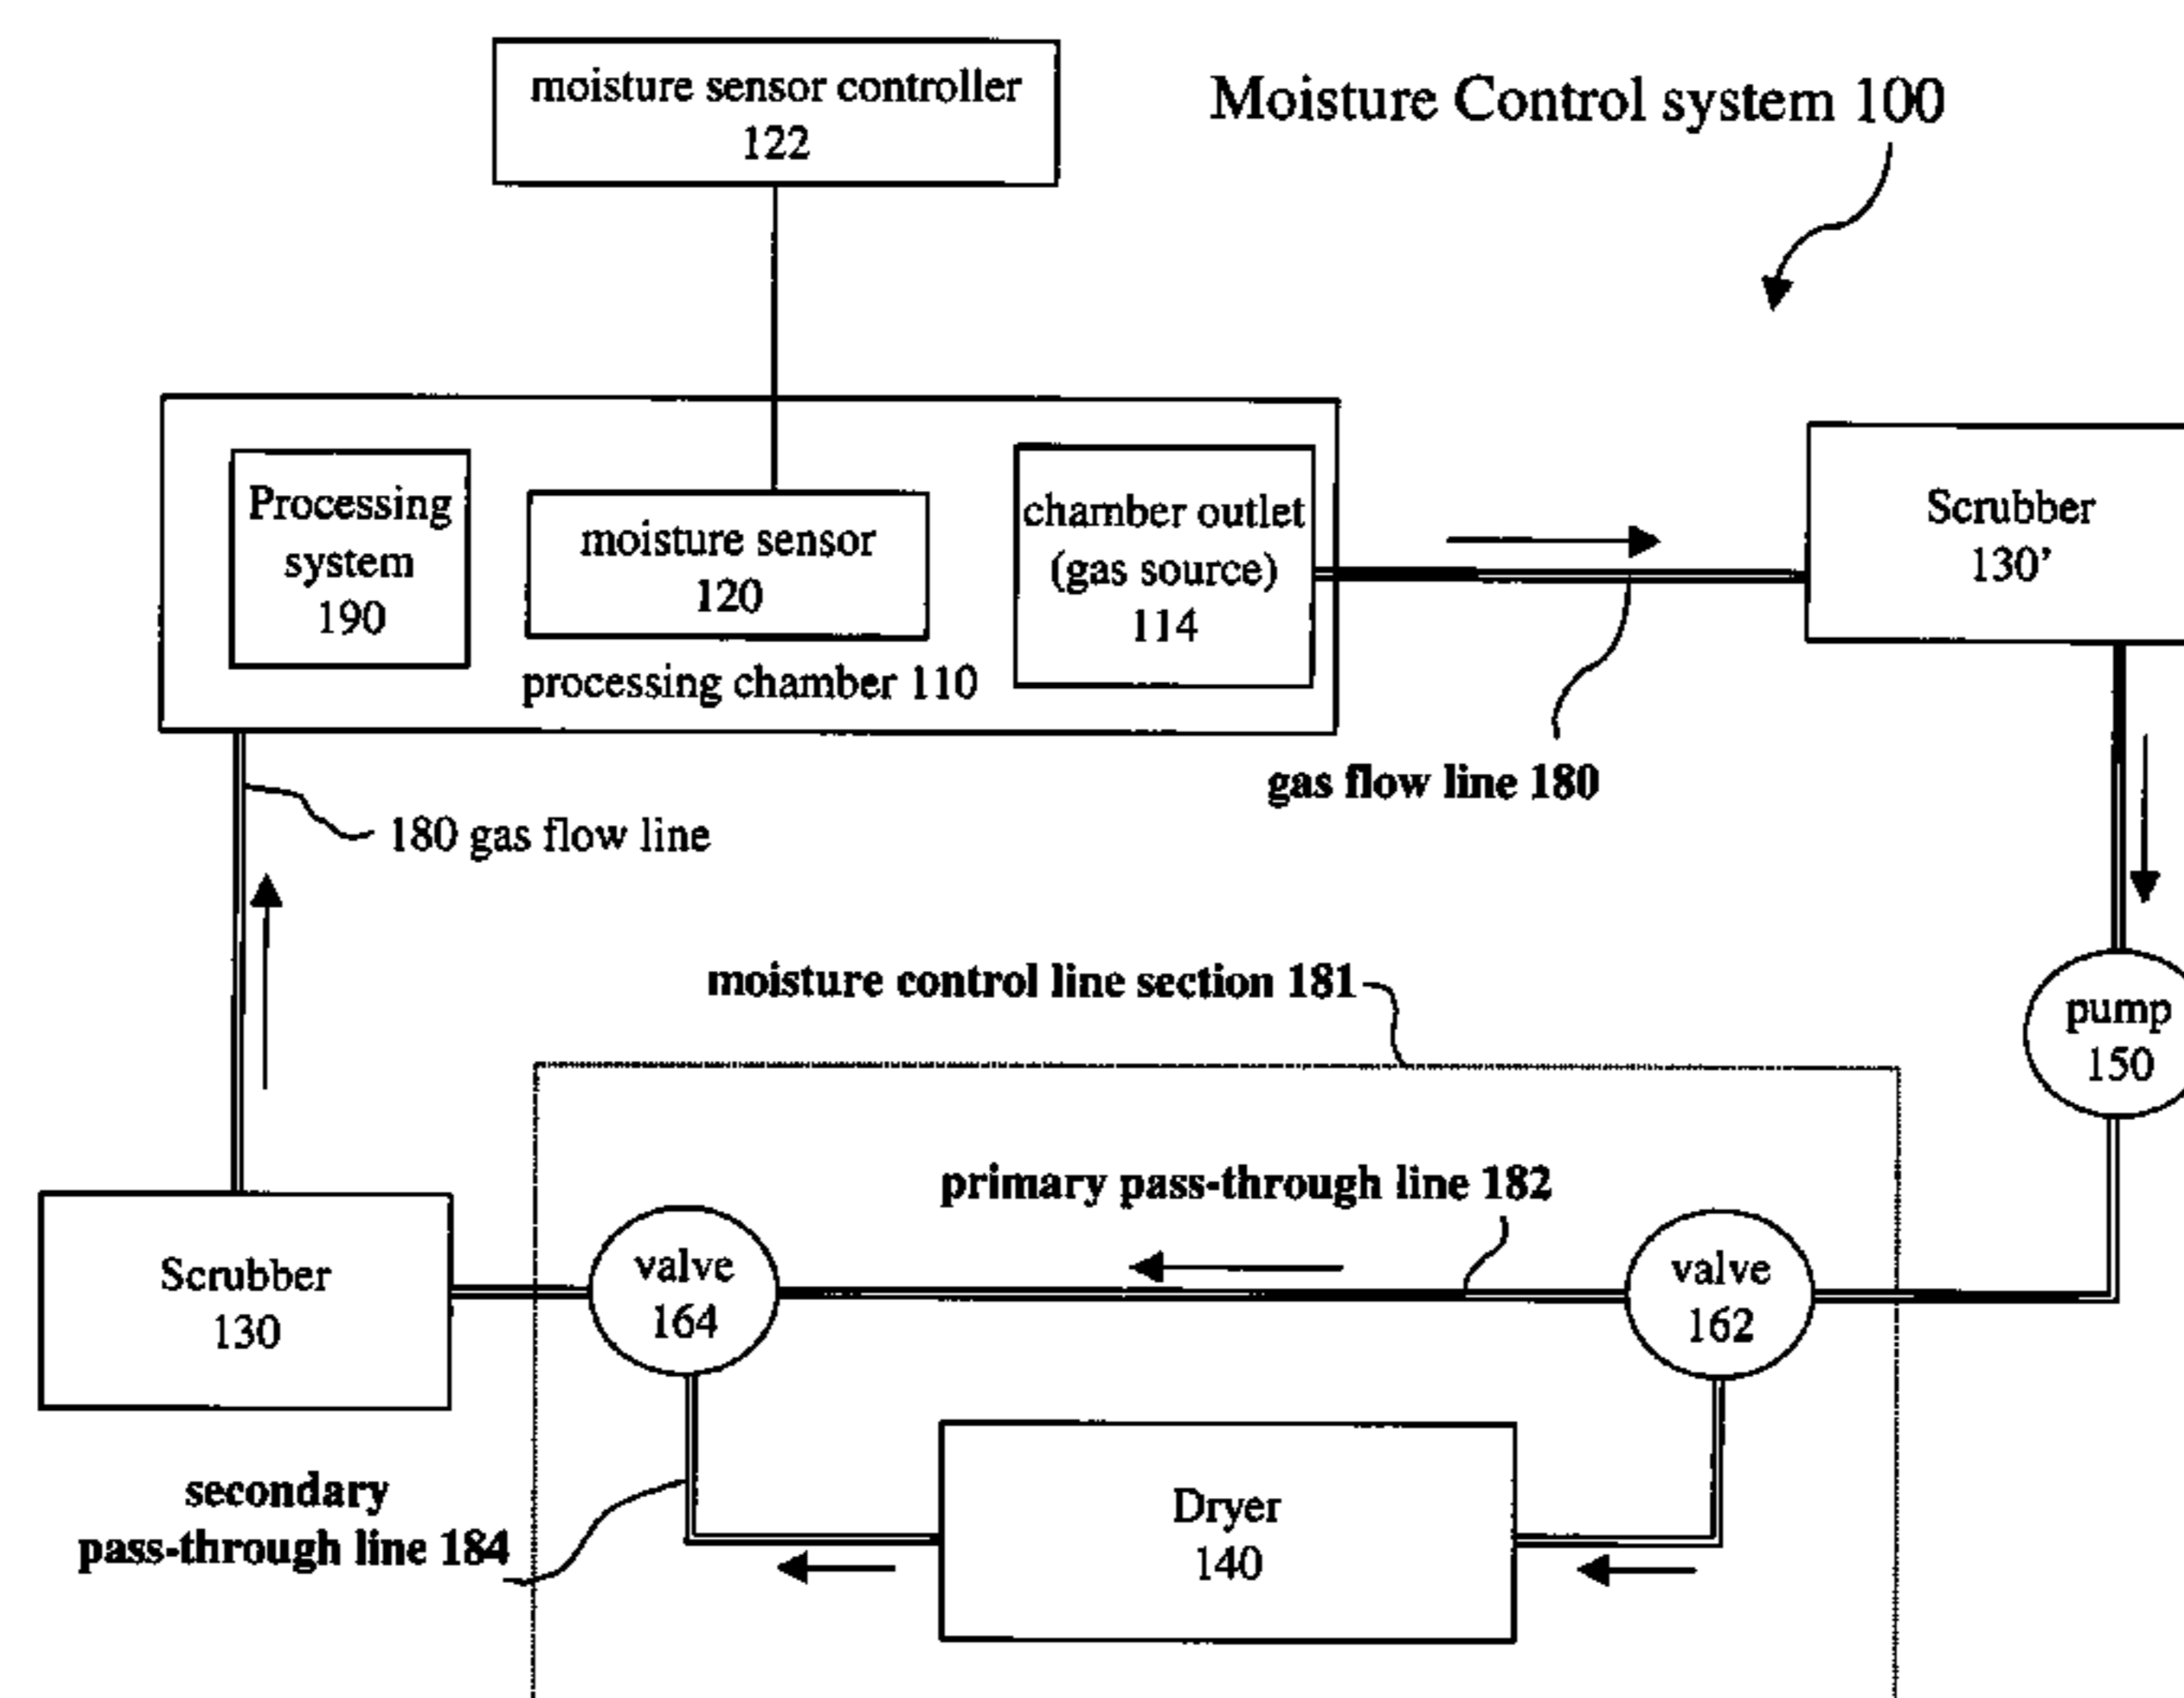 moisture sensor controller
122
Moisture Control system 100
Processing
system
190
moisture sensor
120
chamber outlet
(gas source)
114
processing chamber 110
Scrubber
130’
gas flow line 180
180 gas flow line
pump
150
moisture control line section 181
primary pass-through line 182
Scrubber
130
valve
164
valve
162
secondary
pass-through line 184
Dryer
140